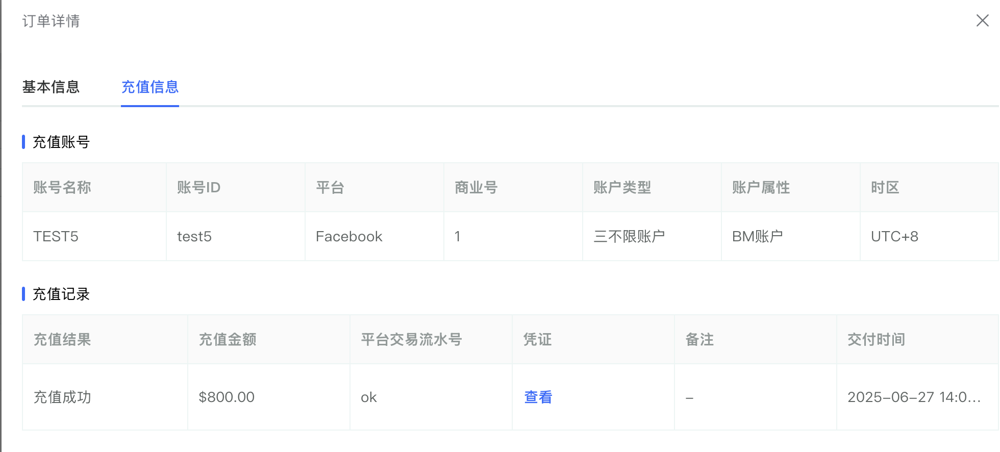 订单详情
基本信息 充值信息
充值账号
账号名称 账号ID 平台 商业号 账户类型 账户属性 时区
TEST5 test5 Facebook 1 三不限账户 BM账户 UTC+8
充值记录
充值结果 充值金额 平台交易流水号 凭证 备注 交付时间
充值成功 $800.00 ok 查看 – 2025–06–27 14:0...